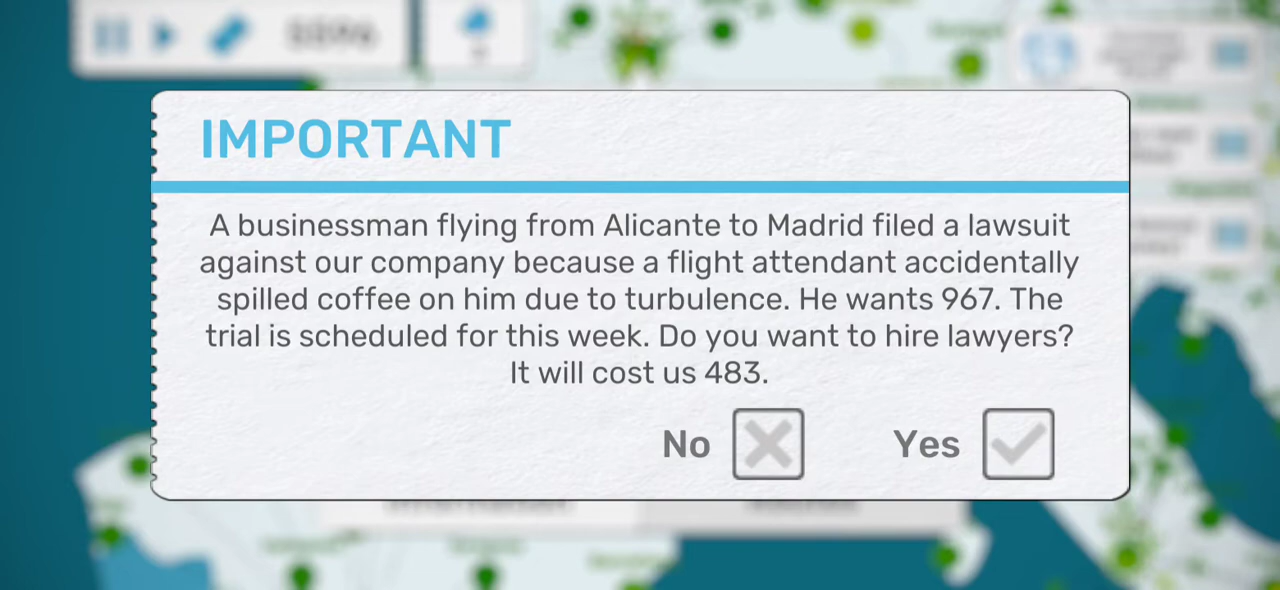 IMPORTANT
A businessman flying from Alicante to Madrid filed a lawsuit
against our company because a flight attendant accidentally
spilled coffee on him due to turbulence. He wants 967. The
trial is scheduled for this week. Do you want to hire lawyers?
It will cost us 483.
No Yes